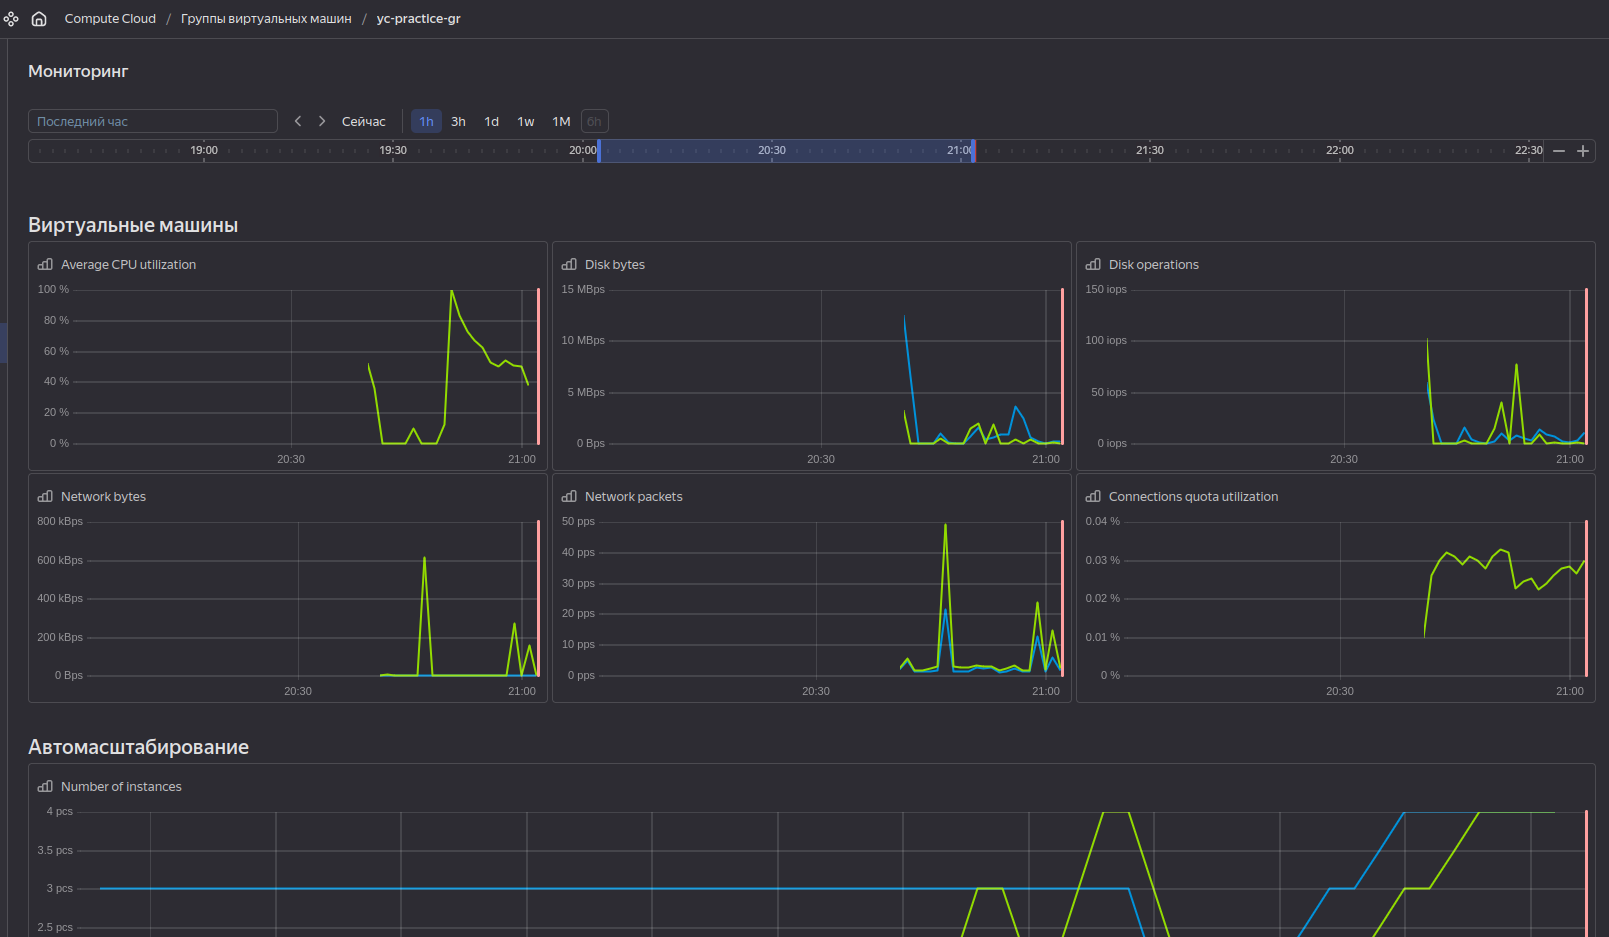 Compute Cloud / Группы виртуальных машин / yc-practice-gr
Мониторинг
Последний час Сейчас 1h 3h 1d 1w 1M 6h
19:00 19:30 20:00 20:30 21:00 21:30 22:00 22:30
Виртуальные машины
Average CPU utilization
100 %
80 %
60 %
40 %
20 %
0 %
20:30 21:00
Disk bytes
15 MBps
10 MBps
5 MBps
0 Bps
20:30 21:00
Disk operations
150 iops
100 iops
50 iops
0 iops
20:30 21:00
Network bytes
800 kBps
600 kBps
400 kBps
200 kBps
0 Bps
20:30 21:00
Network packets
50 pps
40 pps
30 pps
20 pps
10 pps
0 pps
20:30 21:00
Connections quota utilization
0.04 %
0.03 %
0.02 %
0.01 %
0 %
20:30 21:00
Автомасштабирование
Number of instances
4 pcs
3.5 pcs
3 pcs
2.5 pcs